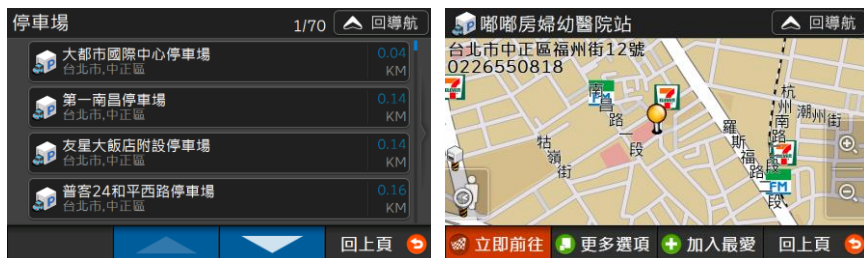 停車場
1/70
回導航
大都市國際中心停車場
台北市,中正區
0.04
KM
第一南昌停車場
台北市,中正區
0.14
KM
友星大飯店附設停車場
台北市,中正區
0.14
KM
普客24和平西路停車場
台北市,中正區
0.16
KM
回上頁
嘟嘟房婦幼醫院站
回導航
台北市中正區福州街12號
0226550818
南昌路一段
牯嶺街
羅斯福路段
杭州南路段
潮州街
FM
FM
立即前往
更多選項
加入最愛
回上頁